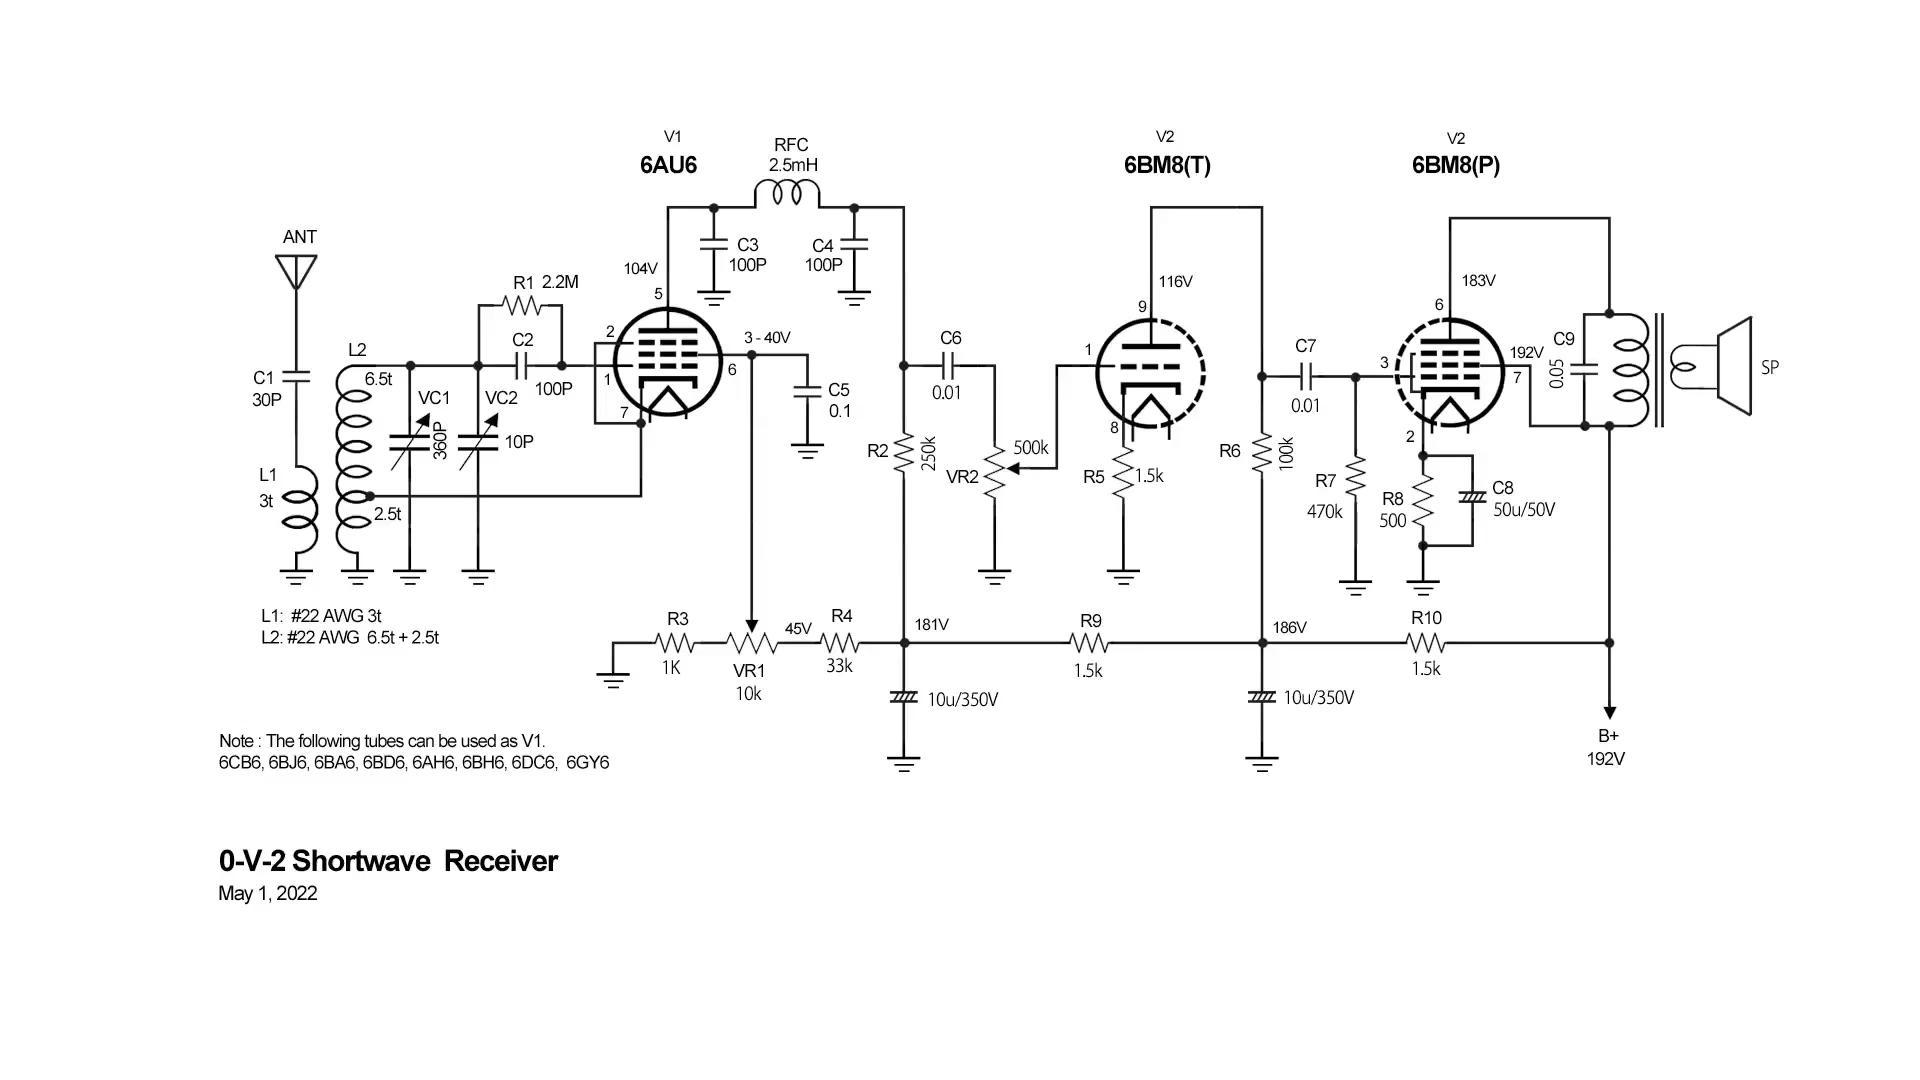 V1
6AU6
RFC
2.5mH
V2
6BM8(T)
V2
6BM8(P)
ANT
C1
30P
L1
3t
L2
6.5t
2.5t
VC1
360P
VC2
10P
R1 2.2M
C2
100P
104V
5
2
1
7
6
3 - 40V
C3
100P
C4
100P
C5
0.1
C6
0.01
R2
250k
500k
VR2
116V
9
1
8
R5
1.5k
R6
100k
C7
0.01
R7
470k
183V
6
3
2
192V
7
R8
500
C8
50u/50V
C9
0.05
SP
L1: #22 AWG 3t
L2: #22 AWG 6.5t + 2.5t
R3
1K
VR1
10k
45V
R4
33k
181V
R9
1.5k
186V
R10
1.5k
10u/350V
10u/350V
B+
192V
Note : The following tubes can be used as V1.
6CB6, 6BJ6, 6BA6, 6BD6, 6AH6, 6BH6, 6DC6, 6GY6
0-V-2 Shortwave Receiver
May 1, 2022